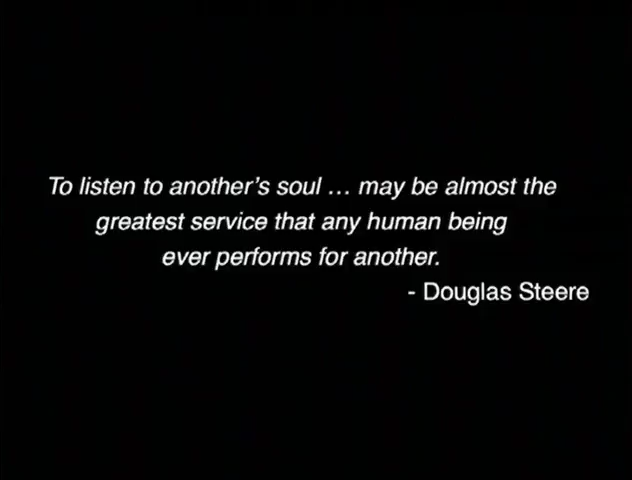 To listen to another's soul … may be almost the
greatest service that any human being
ever performs for another.
- Douglas Steere